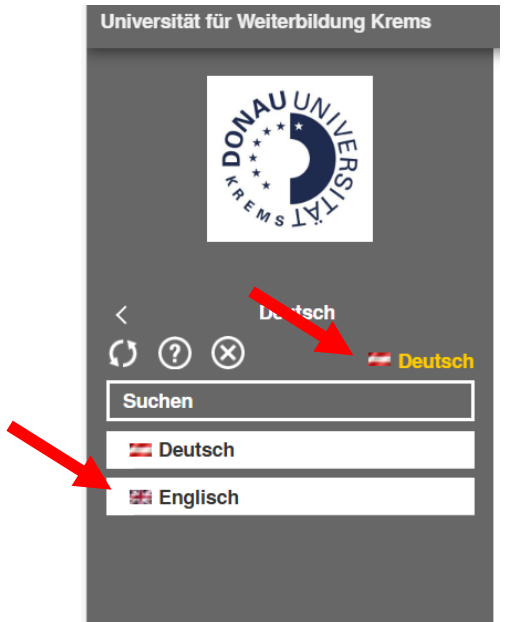 Universität für Weiterbildung Krems
DONAU UNIVERSITÄT
KREMS
Deutsch
Deutsch
Suchen
Deutsch
Englisch